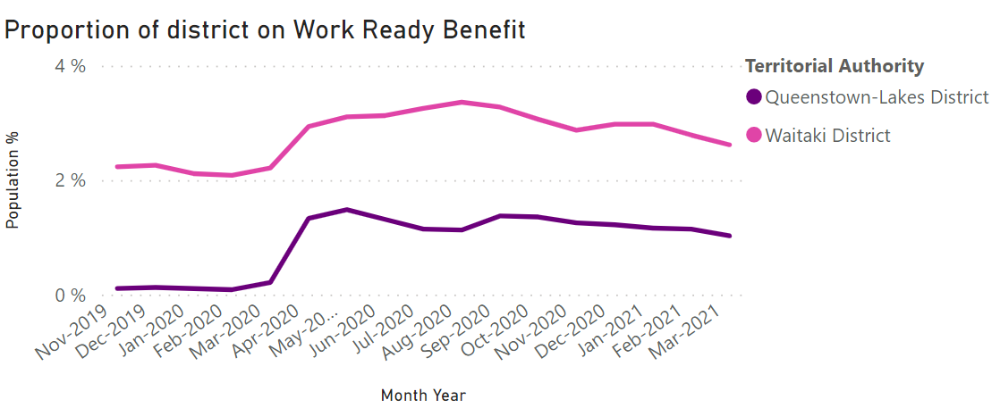 Proportion of district on Work Ready Benefit
4 %
2 %
0 %
Population %
Nov-2019
Dec-2019
Jan-2020
Feb-2020
Mar-2020
Apr-2020
May-20...
Jun-2020
Jul-2020
Aug-2020
Sep-2020
Oct-2020
Nov-2020
Dec-2020
Jan-2021
Feb-2021
Mar-2021
Month Year
Territorial Authority
Queenstown-Lakes District
Waitaki District